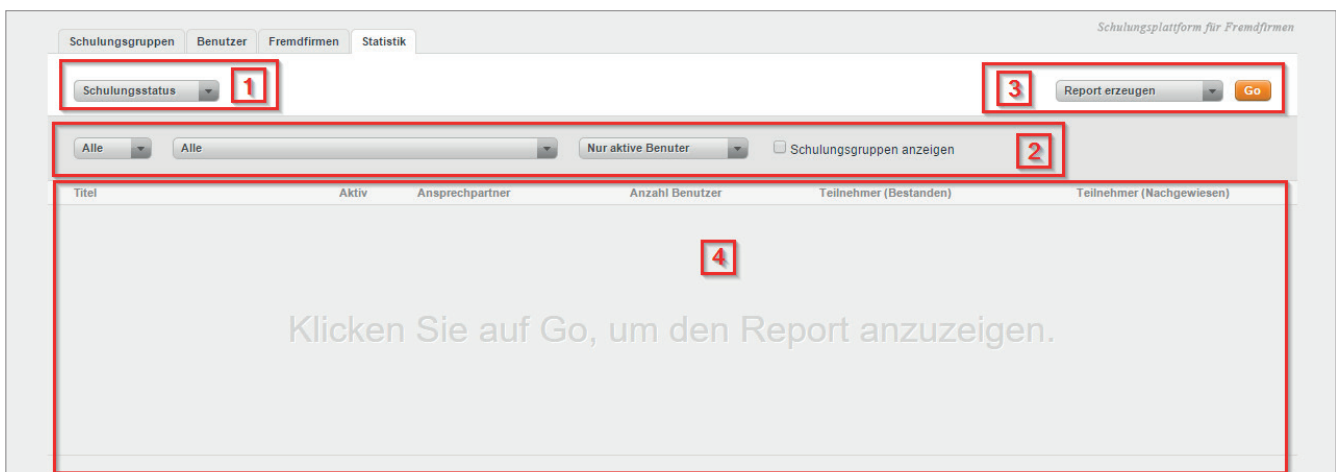 Schulungsplattform für Fremdfirmen
Schulungsgruppen Benutzer Fremdfirmen Statistik
Schulungsstatus 1 3 Report erzeugen Go
Alle Alle Nur aktive Benuter Schulungsgruppen anzeigen 2
Titel Aktiv Ansprechpartner Anzahl Benutzer Teilnehmer (Bestanden) Teilnehmer (Nachgewiesen)
4
Klicken Sie auf Go, um den Report anzuzeigen.